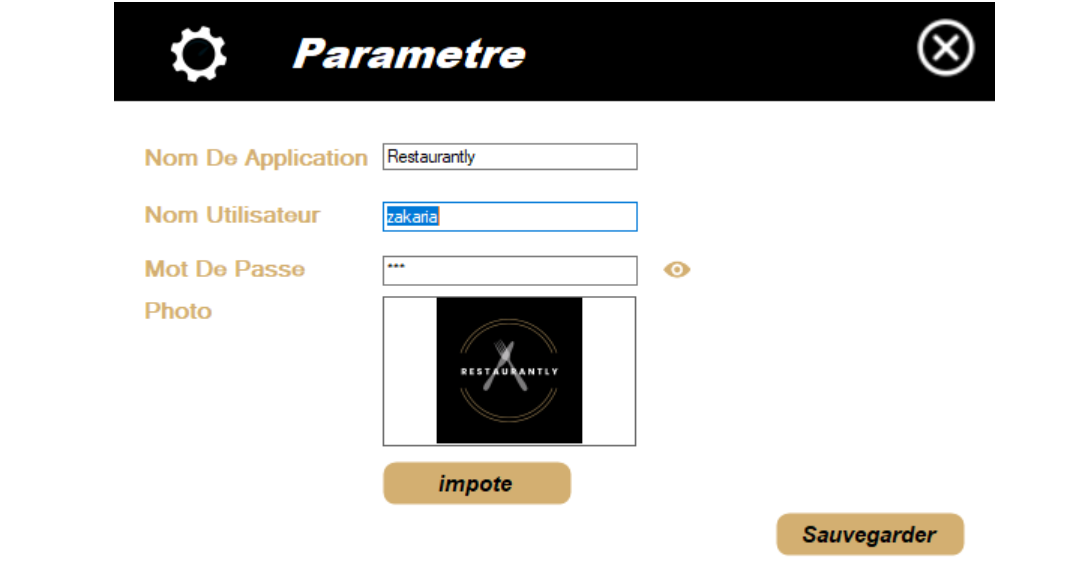 Parametre
Nom De Application Restaurantly
Nom Utilisateur zakaria
Mot De Passe ***
Photo
RESTAURANTLY
impote
Sauvegarder